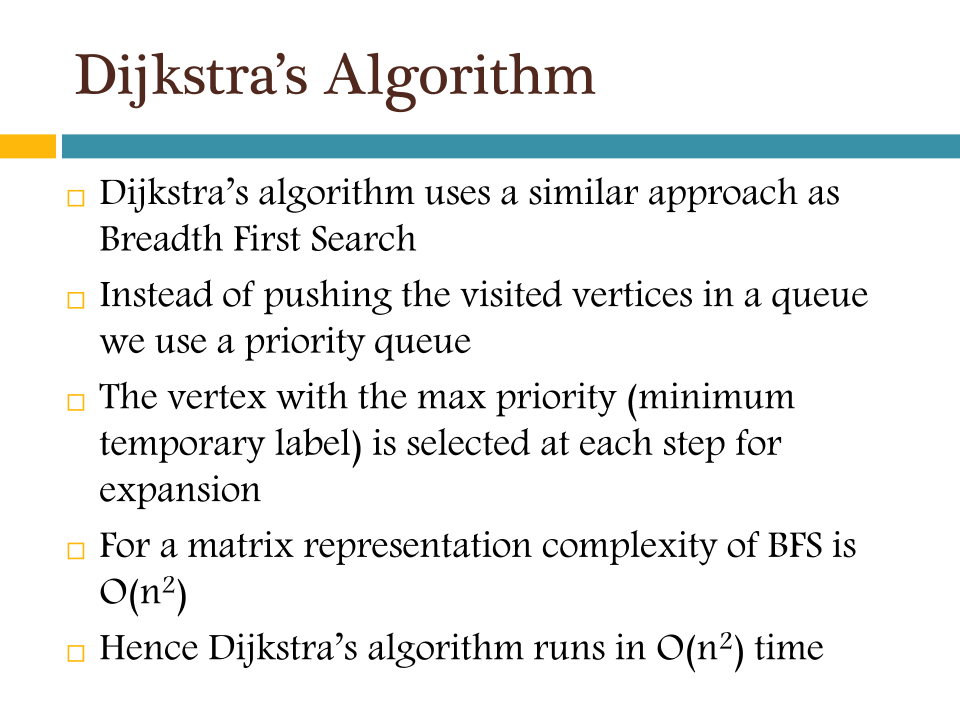 Dijkstra's Algorithm
Dijkstra's algorithm uses a similar approach as
Breadth First Search
Instead of pushing the visited vertices in a queue
we use a priority queue
The vertex with the max priority (minimum
temporary label) is selected at each step for
expansion
For a matrix representation complexity of BFS is
O(n²)
Hence Dijkstra's algorithm runs in O(n²) time